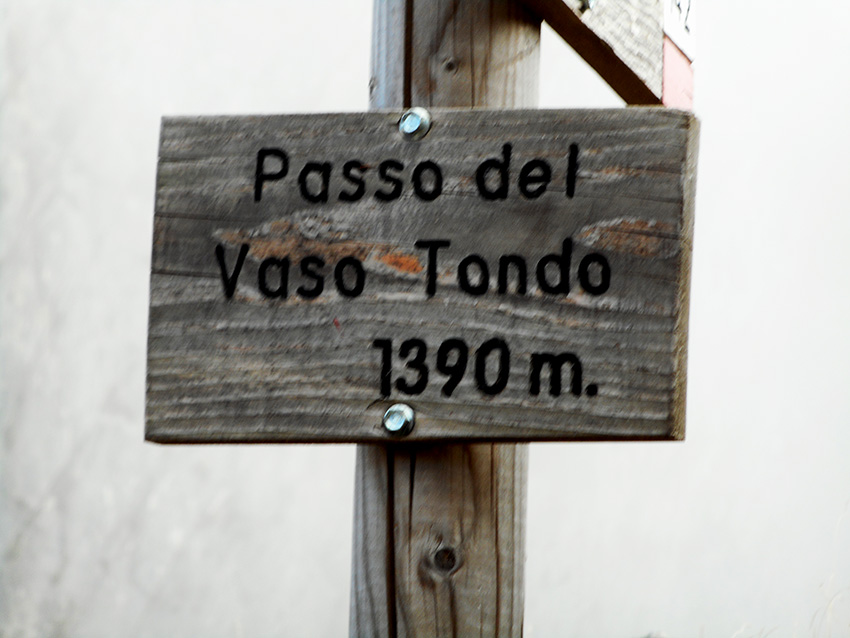 Passo del
Vaso Tondo
1390 m.